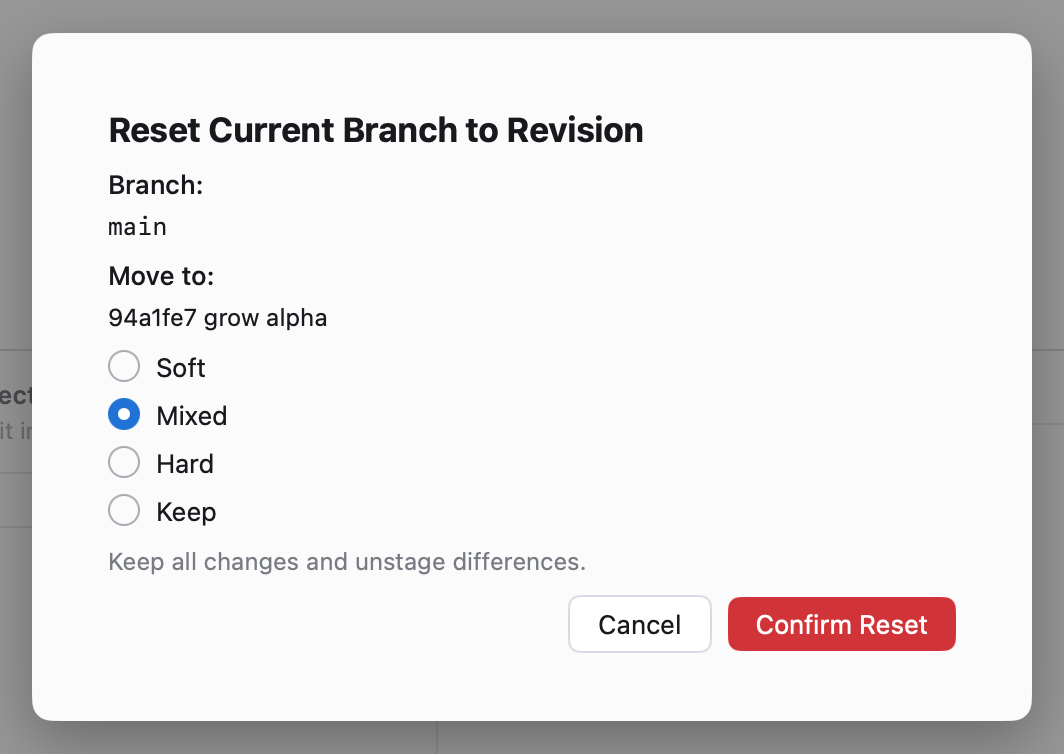 Reset Current Branch to Revision
Branch:
main
Move to:
94a1fe7 grow alpha
Soft
Mixed
Hard
Keep
Keep all changes and unstage differences.
Cancel
Confirm Reset